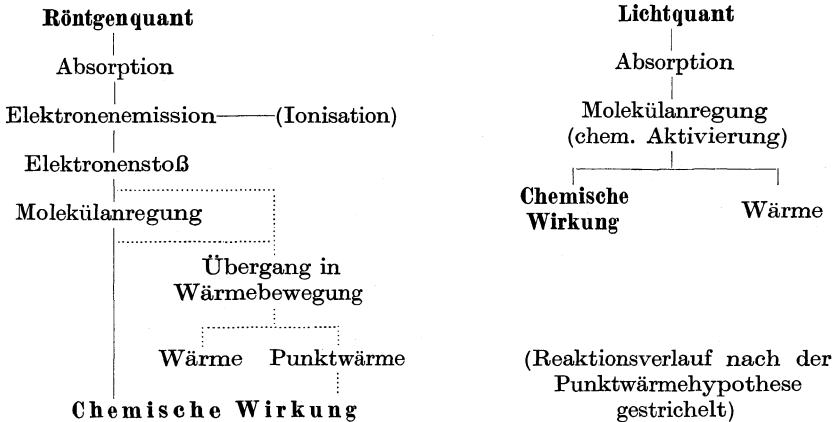 Röntgenquant
Absorption
Elektronenemission (Ionisation)
Elektronenstoß
Molekülanregung
Übergang in
Wärmebewegung
Wärme Punktwärme
Chemische Wirkung
Lichtquant
Absorption
Molekülanregung
(chem. Aktivierung)
Chemische
Wirkung
Wärme
(Reaktionsverlauf nach der
Punktwärmehypothese
gestrichelt)